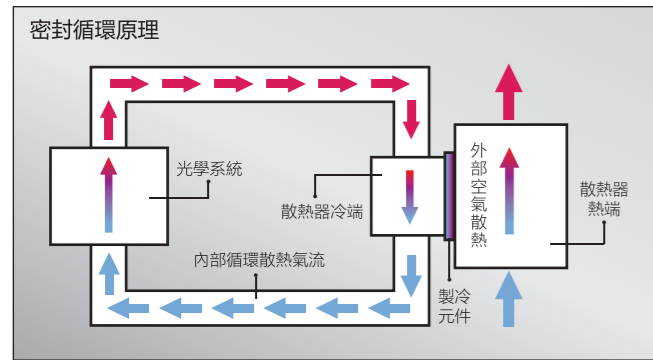 密封循環原理
光學系統
散熱器冷端
外部空氣散熱
散熱器
熱端
內部循環散熱氣流
製冷
元件